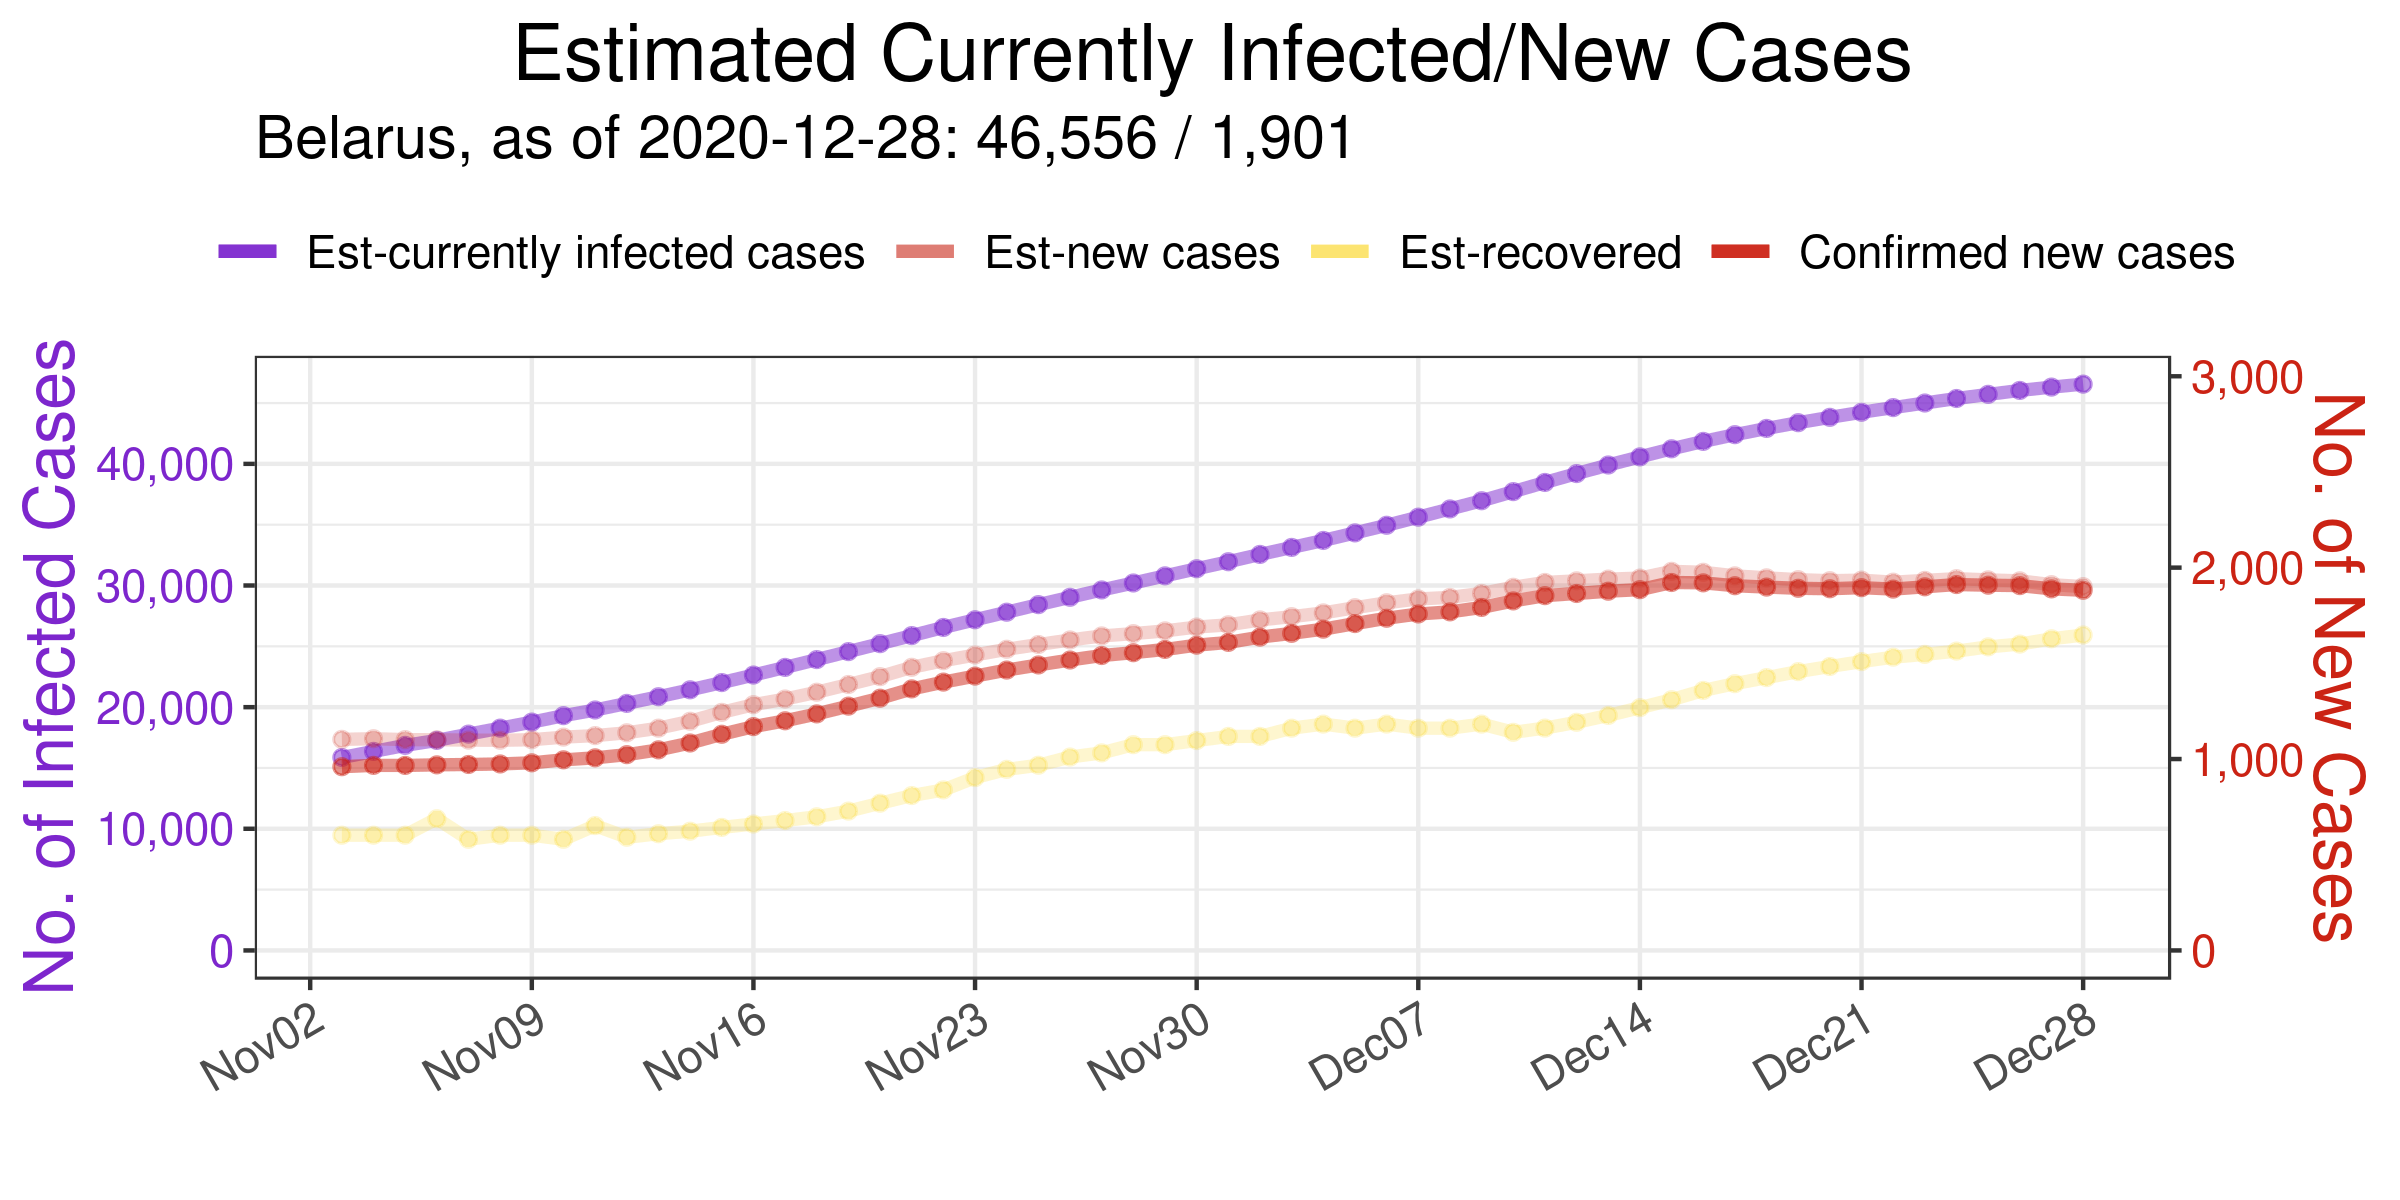 Estimated Currently Infected/New Cases
Belarus, as of 2020-12-28: 46,556 / 1,901
Est-currently infected cases Est-new cases Est-recovered Confirmed new cases
No. of Infected Cases
40,000
30,000
20,000
10,000
0
3,000
2,000
1,000
0
No. of New Cases
Nov02 Nov09 Nov16 Nov23 Nov30 Dec07 Dec14 Dec21 Dec28